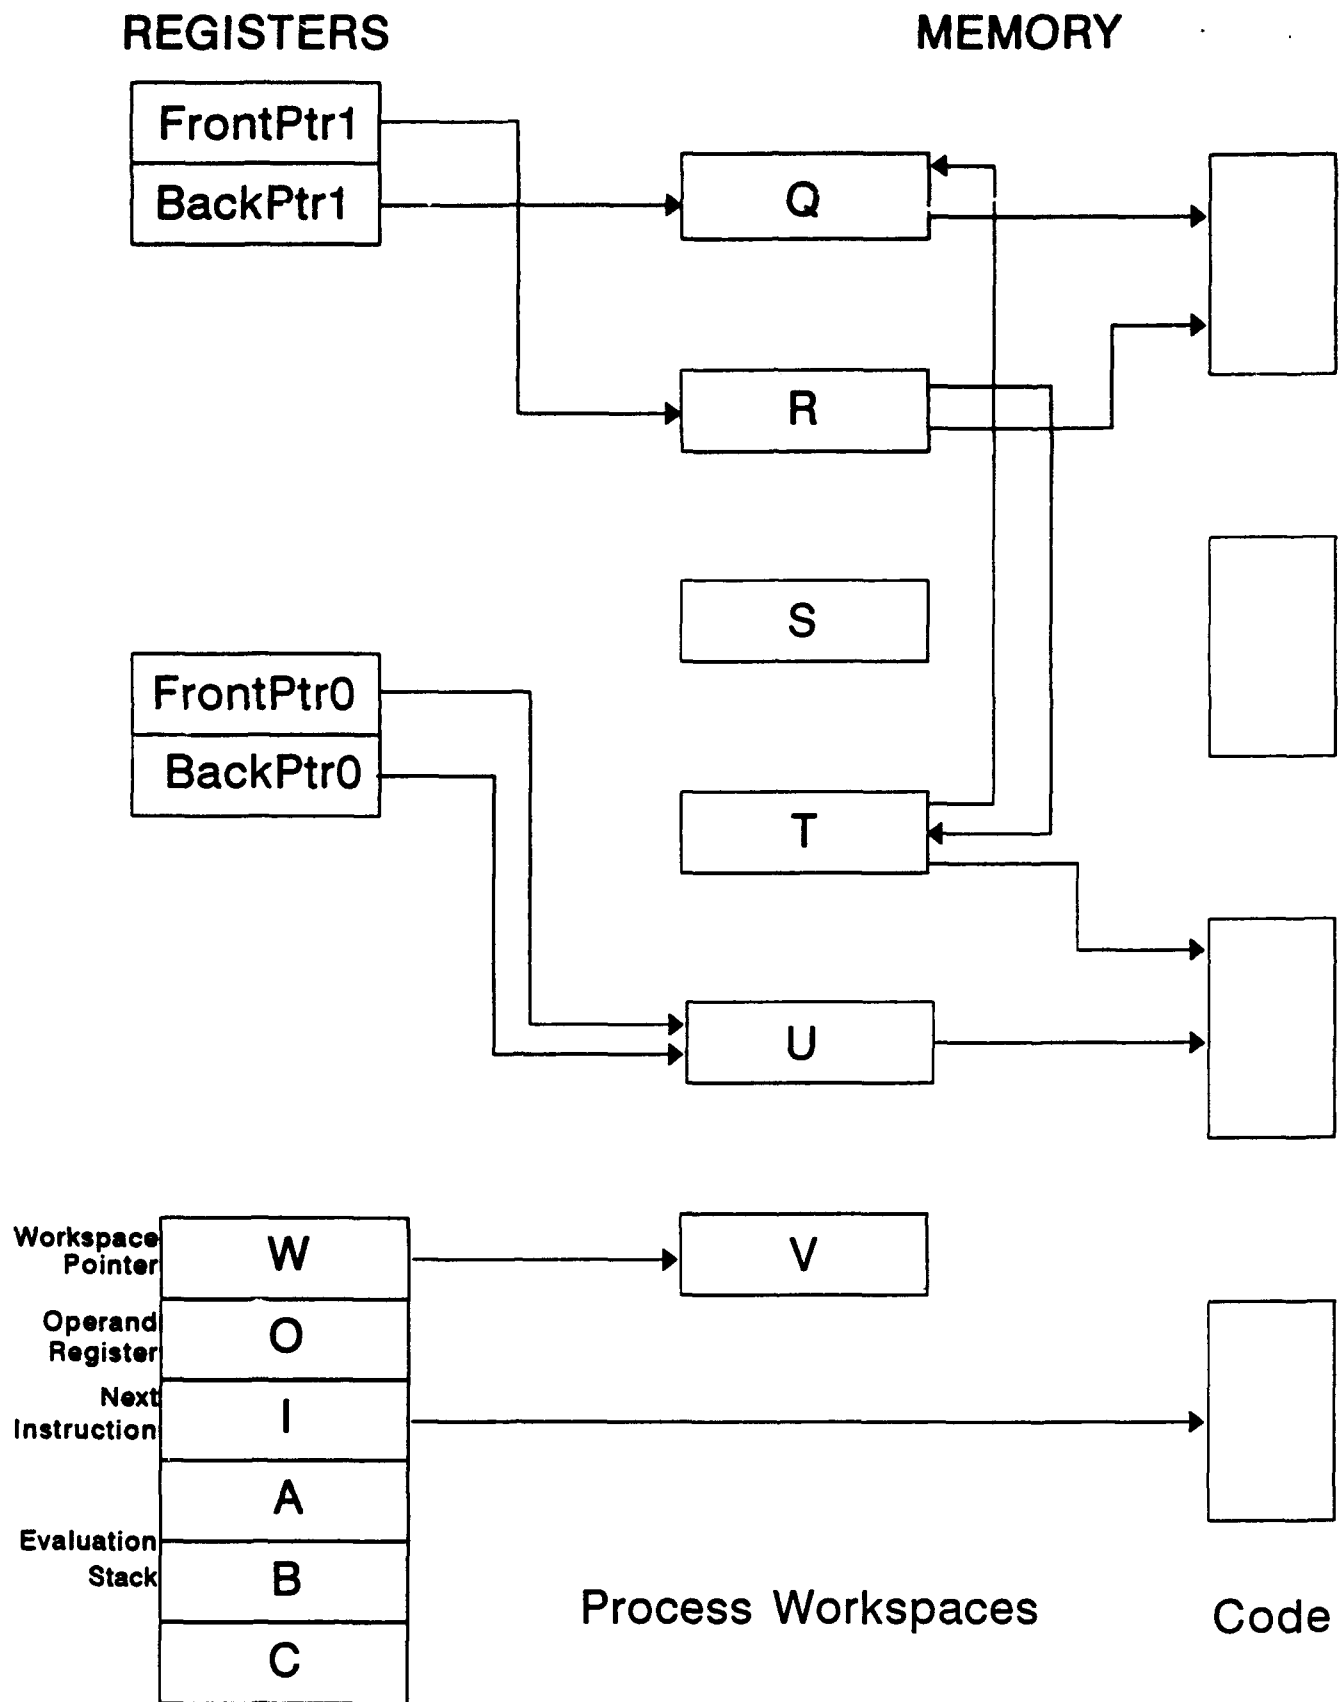 REGISTERS
MEMORY
FrontPtr1
BackPtr1
Q
R
S
FrontPtr0
BackPtr0
T
U
Workspace
Pointer
W
V
Operand
Register
O
Next
Instruction
I
A
Evaluation
Stack
B
C
Process Workspaces
Code